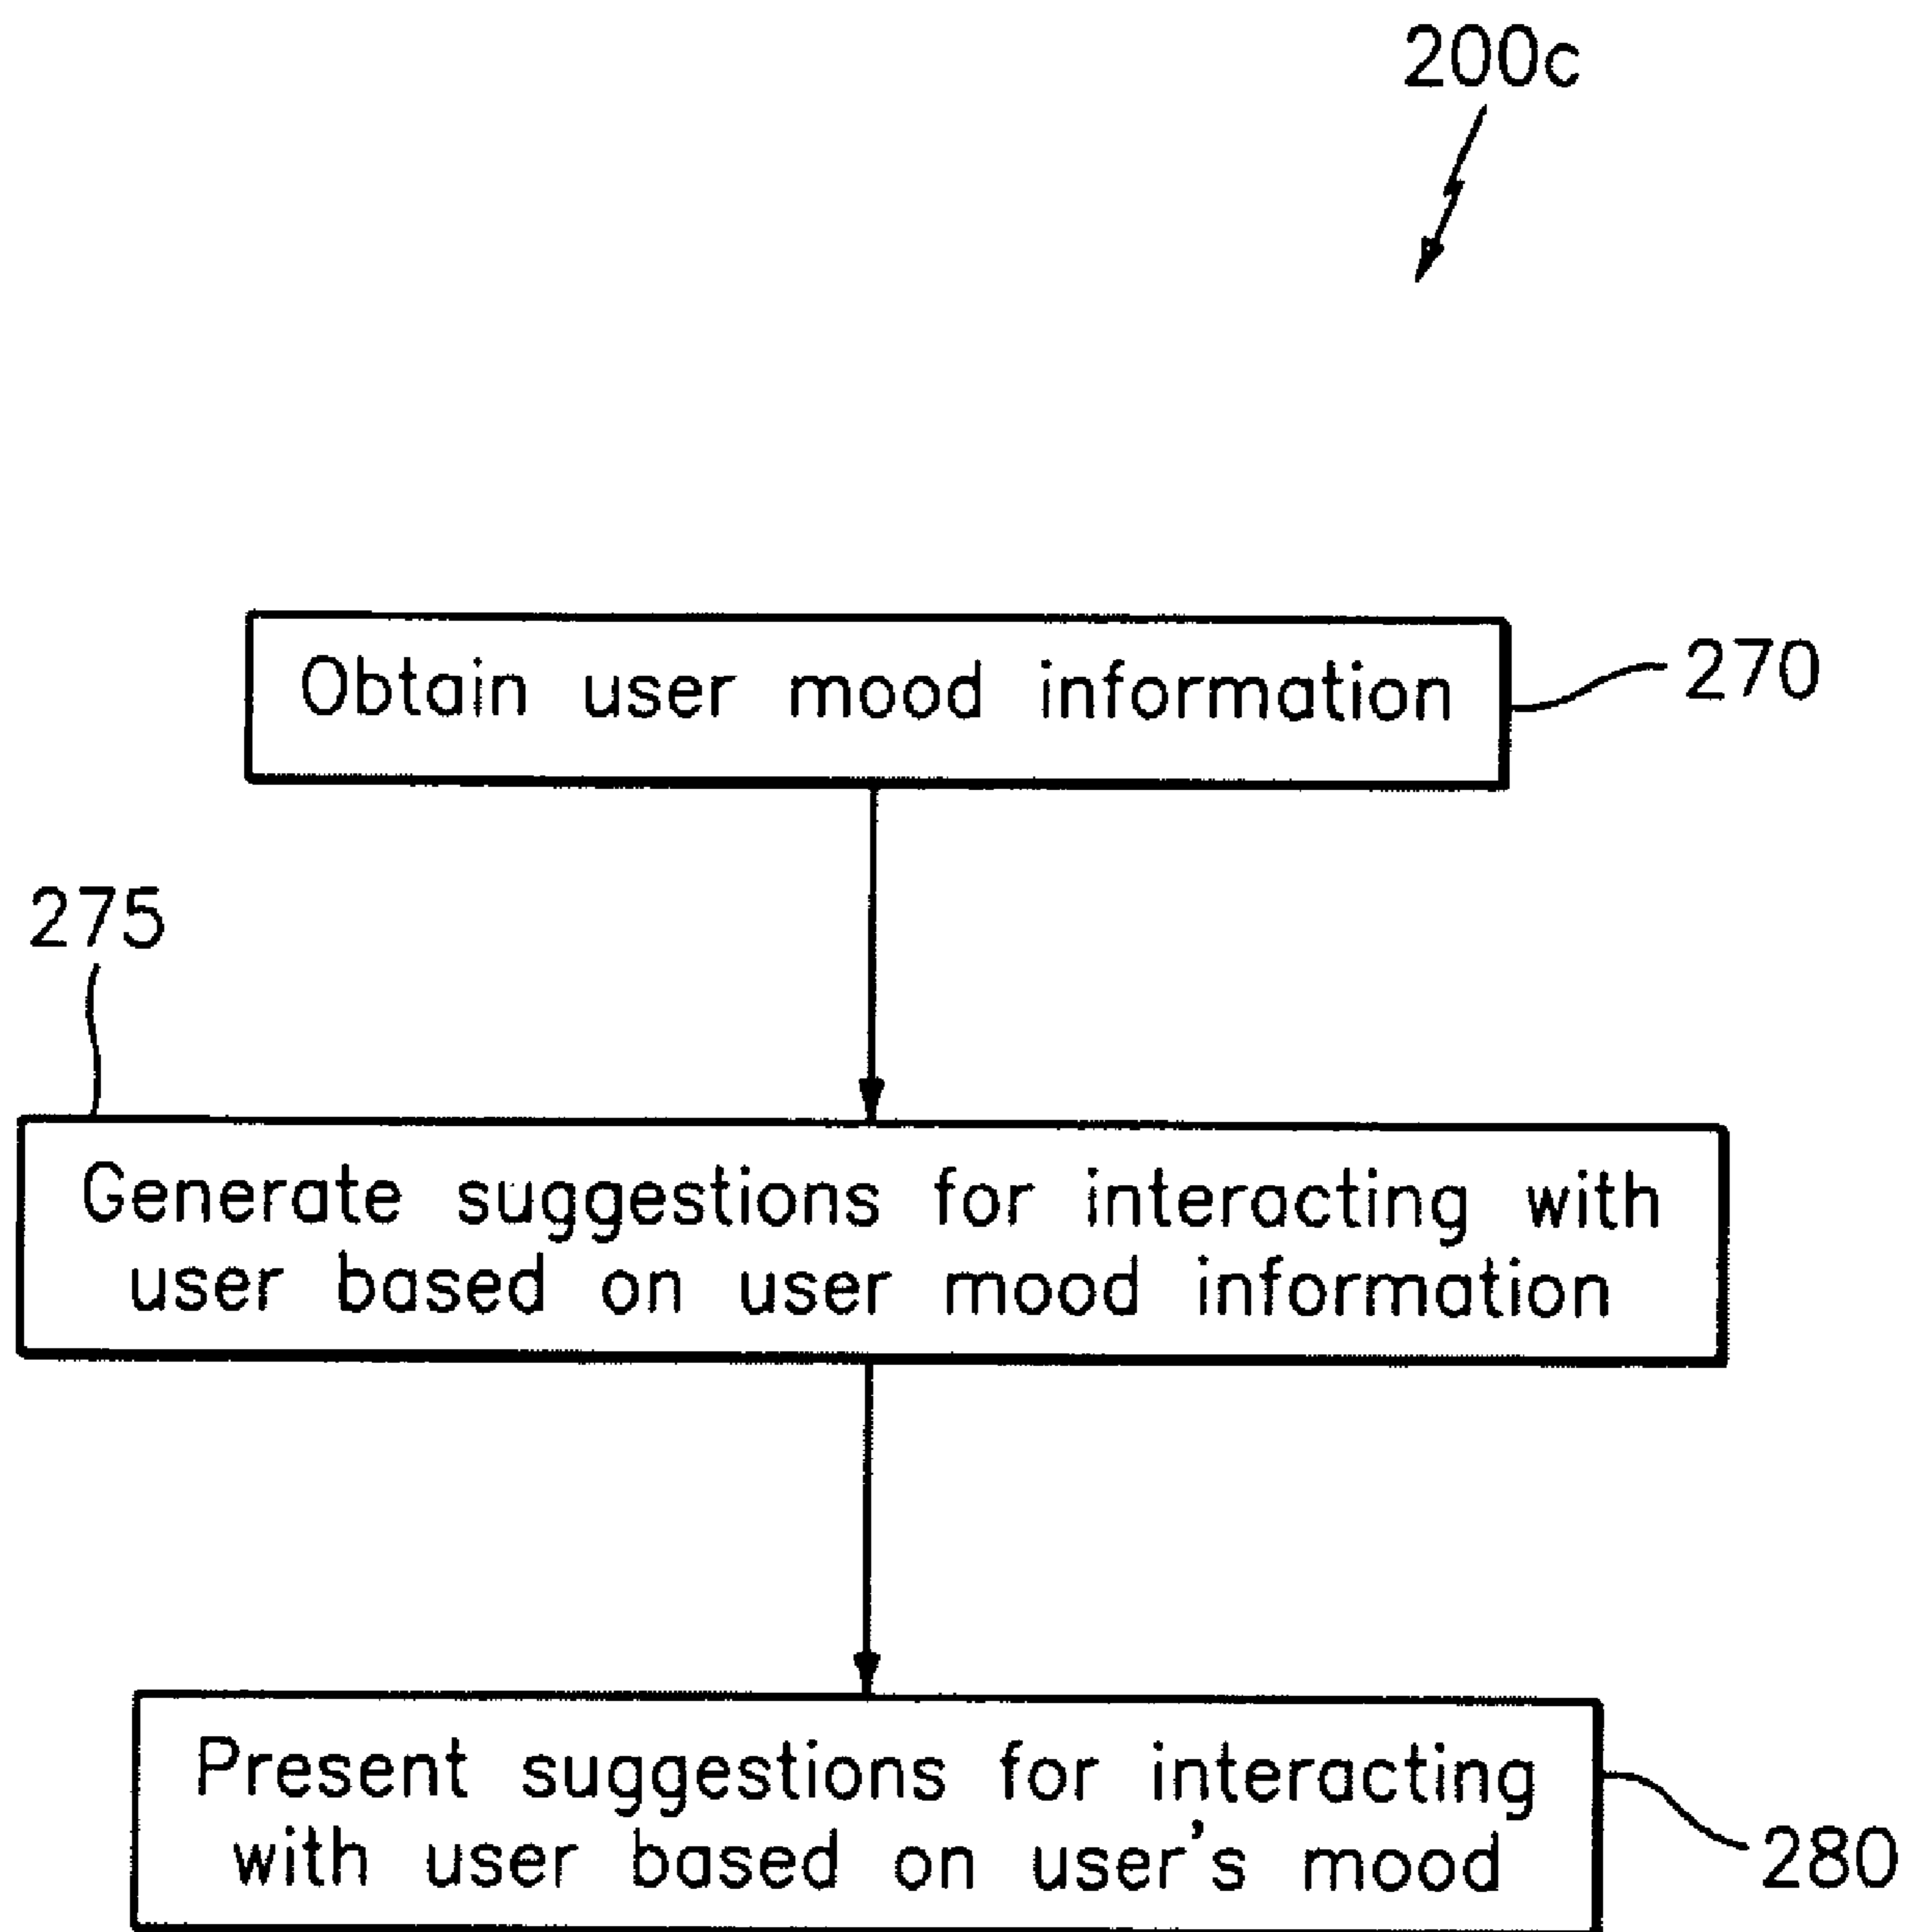 200c
Obtain user mood information
270
275
Generate suggestions for interacting with
user based on user mood information
Present suggestions for interacting
with user based on user's mood
280